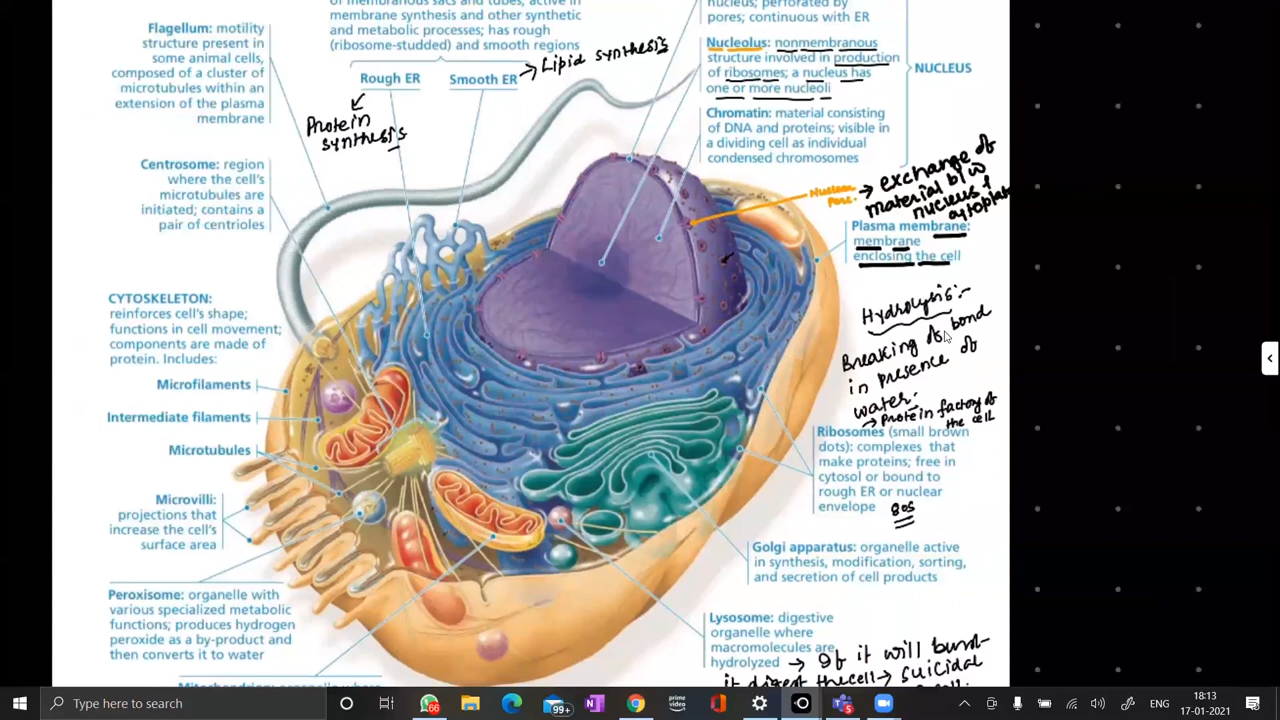 of membranous sacs and tubes; active in
membrane synthesis and other synthetic
and metabolic processes; has rough
(ribosome-studded) and smooth regions
Rough ER
Smooth ER
→ Lipid synthesis
Protein
synthesis
Flagellum: motility
structure present in
some animal cells,
composed of a cluster of
microtubules within an
extension of the plasma
membrane
Centrosome: region
where the cell's
microtubules are
initiated; contains a
pair of centrioles
CYTOSKELETON:
reinforces cell's shape;
functions in cell movement;
components are made of
protein. Includes:
Microfilaments
Intermediate filaments
Microtubules
Microvilli:
projections that
increase the cell's
surface area
Peroxisome: organelle with
various specialized metabolic
functions; produces hydrogen
peroxide as a by-product and
then converts it to water
nucleus; perforated by
pores; continuous with ER
Nucleolus: nonmembranous
structure involved in production
of ribosomes; a nucleus has
one or more nucleoli
Chromatin: material consisting
of DNA and proteins; visible in
a dividing cell as individual
condensed chromosomes
NUCLEUS
Nuclear
Pore.
→ exchange of
material b/w
nucleus &
cytoplat
Plasma membrane:
membrane
enclosing the cell
Hydrolysis:-
Breaking of bond
in presence of
water.
→ Protein factory of
the cell
Ribosomes (small brown
dots): complexes that
make proteins; free in
cytosol or bound to
rough ER or nuclear
envelope 80s
Golgi apparatus: organelle active
in synthesis, modification, sorting,
and secretion of cell products
Lysosome: digestive
organelle where
macromolecules are
hydrolyzed → If it will burst
it digest the cell → Suicidal
Type here to search
66
99+
5
ENG
18:13
17-01-2021